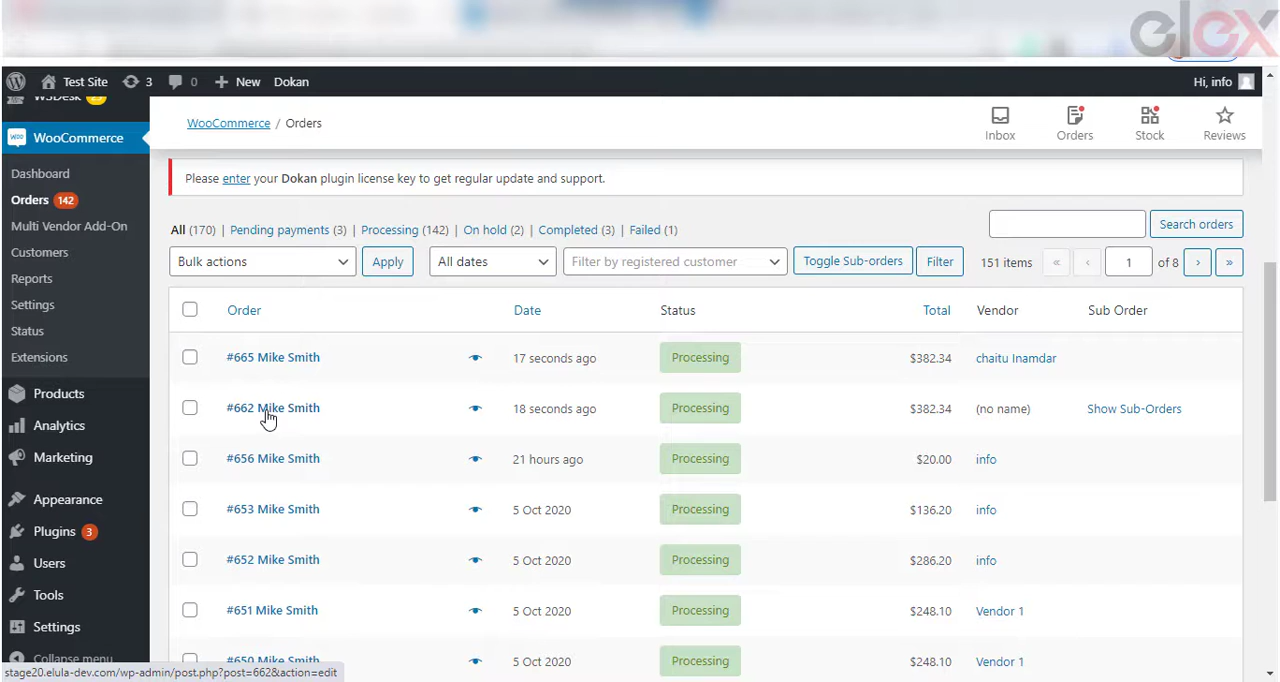 elex
Test Site 3 0 New Dokan Hi, info
WSDesk
WooCommerce
Dashboard
Orders 142
Multi Vendor Add-On
Customers
Reports
Settings
Status
Extensions
Products
Analytics
Marketing
Appearance
Plugins 3
Users
Tools
Settings
Collapse menu
WooCommerce / Orders
Inbox Orders Stock Reviews
Please enter your Dokan plugin license key to get regular update and support.
All (170) | Pending payments (3) | Processing (142) | On hold (2) | Completed (3) | Failed (1)
Search orders
Bulk actions Apply All dates Filter by registered customer Toggle Sub-orders Filter 151 items « ‹ 1 of 8 › »
Order Date Status Total Vendor Sub Order
#665 Mike Smith 17 seconds ago Processing $382.34 chaitu Inamdar
#662 Mike Smith 18 seconds ago Processing $382.34 (no name) Show Sub-Orders
#656 Mike Smith 21 hours ago Processing $20.00 info
#653 Mike Smith 5 Oct 2020 Processing $136.20 info
#652 Mike Smith 5 Oct 2020 Processing $286.20 info
#651 Mike Smith 5 Oct 2020 Processing $248.10 Vendor 1
#650 Mike Smith 5 Oct 2020 Processing $248.10 Vendor 1
stage20.elula-dev.com/wp-admin/post.php?post=662&action=edit